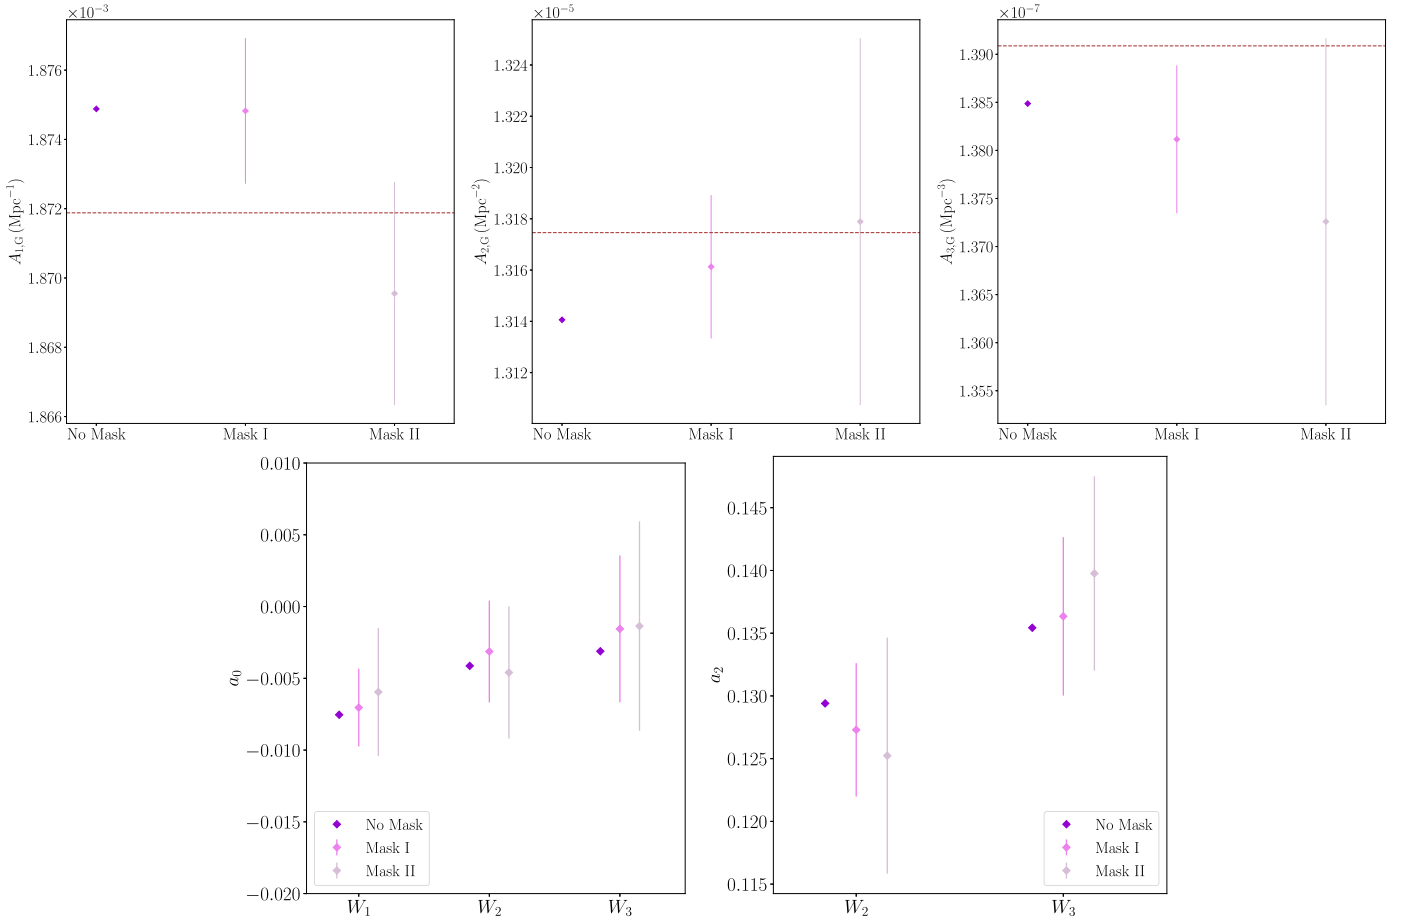 ×10⁻³
1.876
1.874
1.872
1.870
1.868
1.866
A₁,G (Mpc⁻¹)
No Mask
Mask I
Mask II
×10⁻⁵
1.324
1.322
1.320
1.318
1.316
1.314
1.312
A₂,G (Mpc⁻²)
No Mask
Mask I
Mask II
×10⁻⁷
1.390
1.385
1.380
1.375
1.370
1.365
1.360
1.355
A₃,G (Mpc⁻³)
No Mask
Mask I
Mask II
0.010
0.005
0.000
−0.005
−0.010
−0.015
−0.020
a₀
No Mask
Mask I
Mask II
W₁
W₂
W₃
0.145
0.140
0.135
0.130
0.125
0.120
0.115
a₂
No Mask
Mask I
Mask II
W₂
W₃